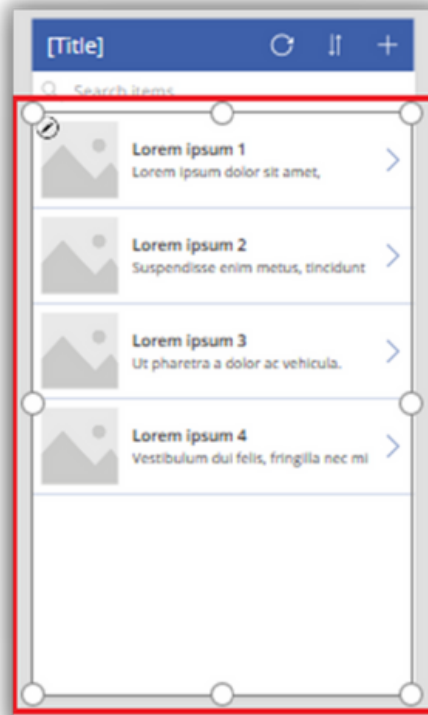 [Title]
Search items
Lorem ipsum 1
Lorem ipsum dolor sit amet,
Lorem ipsum 2
Suspendisse enim metus, tincidunt
Lorem ipsum 3
Ut pharetra a dolor ac vehicula.
Lorem ipsum 4
Vestibulum dui felis, fringilla nec mi